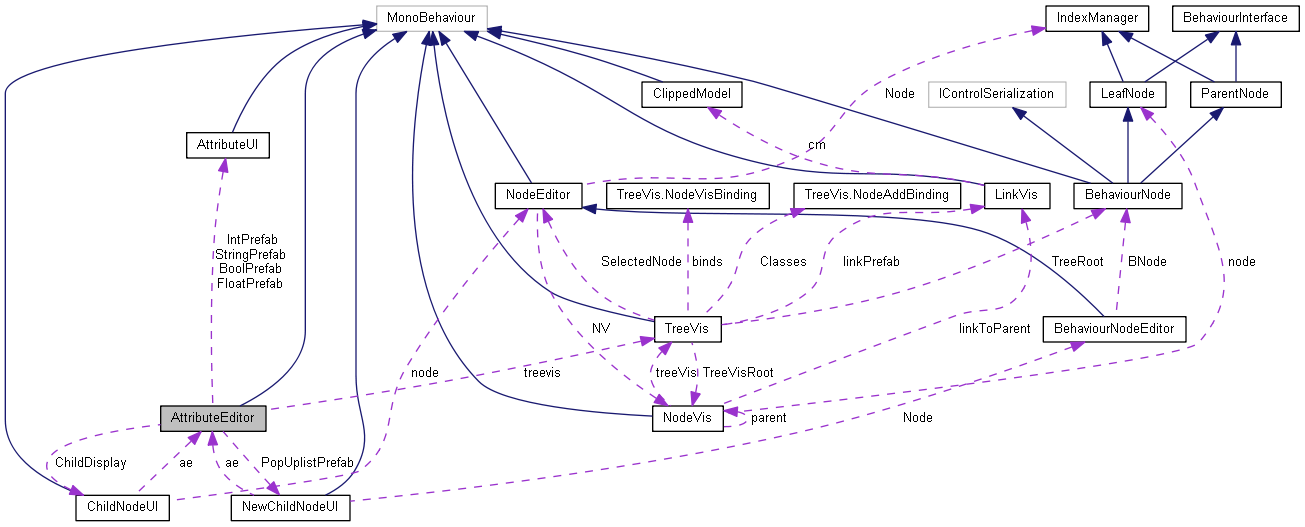 MonoBehaviour
IndexManager
BehaviourInterface
ClippedModel
Node
IControlSerialization
LeafNode
ParentNode
AttributeUI
cm
NodeEditor
TreeVis.NodeVisBinding
TreeVis.NodeAddBinding
LinkVis
BehaviourNode
IntPrefab
StringPrefab
BoolPrefab
FloatPrefab
SelectedNode
binds
Classes
linkPrefab
TreeRoot
BNode
node
NV
TreeVis
linkToParent
BehaviourNodeEditor
node
treevis
treeVis
TreeVisRoot
AttributeEditor
NodeVis
parent
Node
ChildDisplay
ae
ae
PopUplistPrefab
ChildNodeUI
NewChildNodeUI